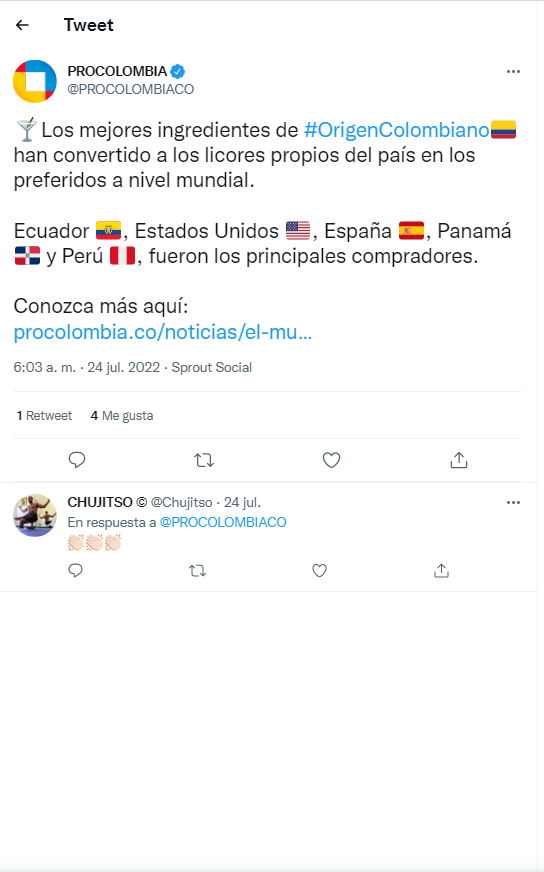 Tweet
PROCOLOMBIA
@PROCOLOMBIACO
🍸Los mejores ingredientes de #OrigenColombiano🇨🇴
han convertido a los licores propios del país en los
preferidos a nivel mundial.
Ecuador 🇪🇨, Estados Unidos 🇺🇸, España 🇪🇸, Panamá
🇩🇴 y Perú 🇵🇪, fueron los principales compradores.
Conozca más aquí:
procolombia.co/noticias/el-mu...
6:03 a. m. · 24 jul. 2022 · Sprout Social
1 Retweet 4 Me gusta
CHUJITSO © @Chujitso · 24 jul.
En respuesta a @PROCOLOMBIACO
👏🏻👏🏻👏🏻